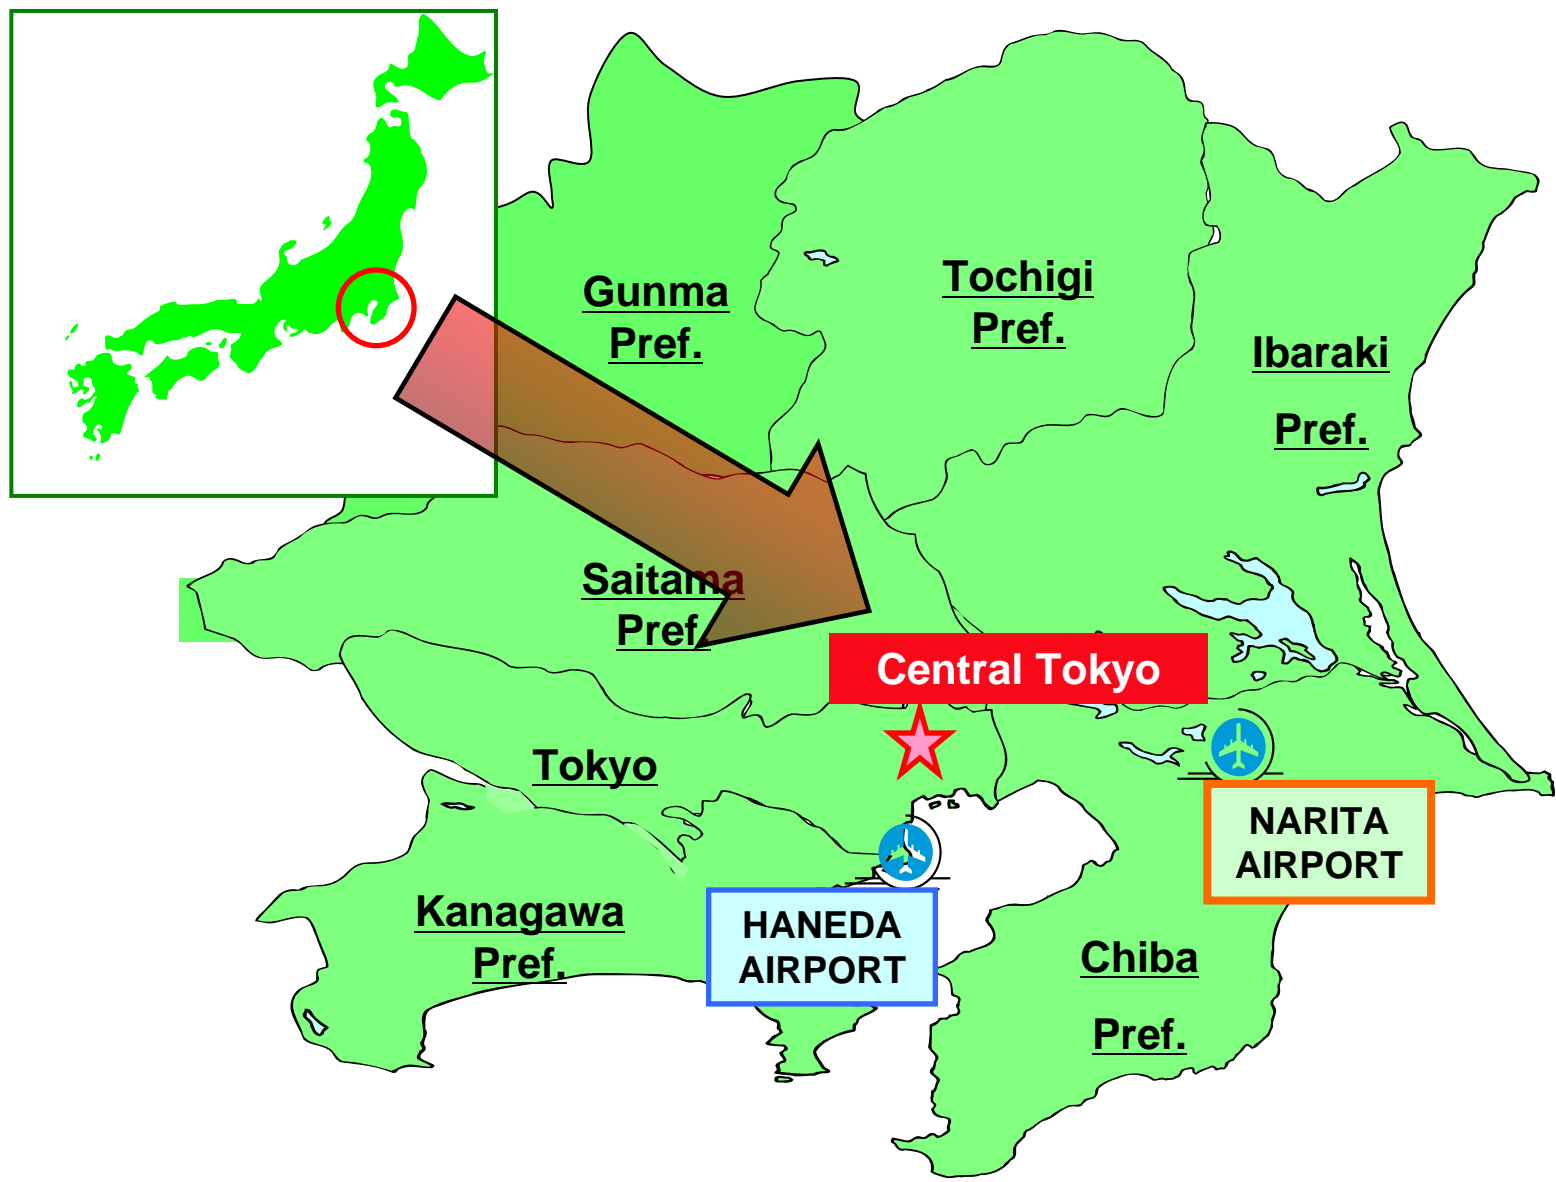 Gunma
Pref.
Tochigi
Pref.
Ibaraki
Pref.
Saitama
Pref.
Central Tokyo
Tokyo
NARITA
AIRPORT
Kanagawa
Pref.
HANEDA
AIRPORT
Chiba
Pref.